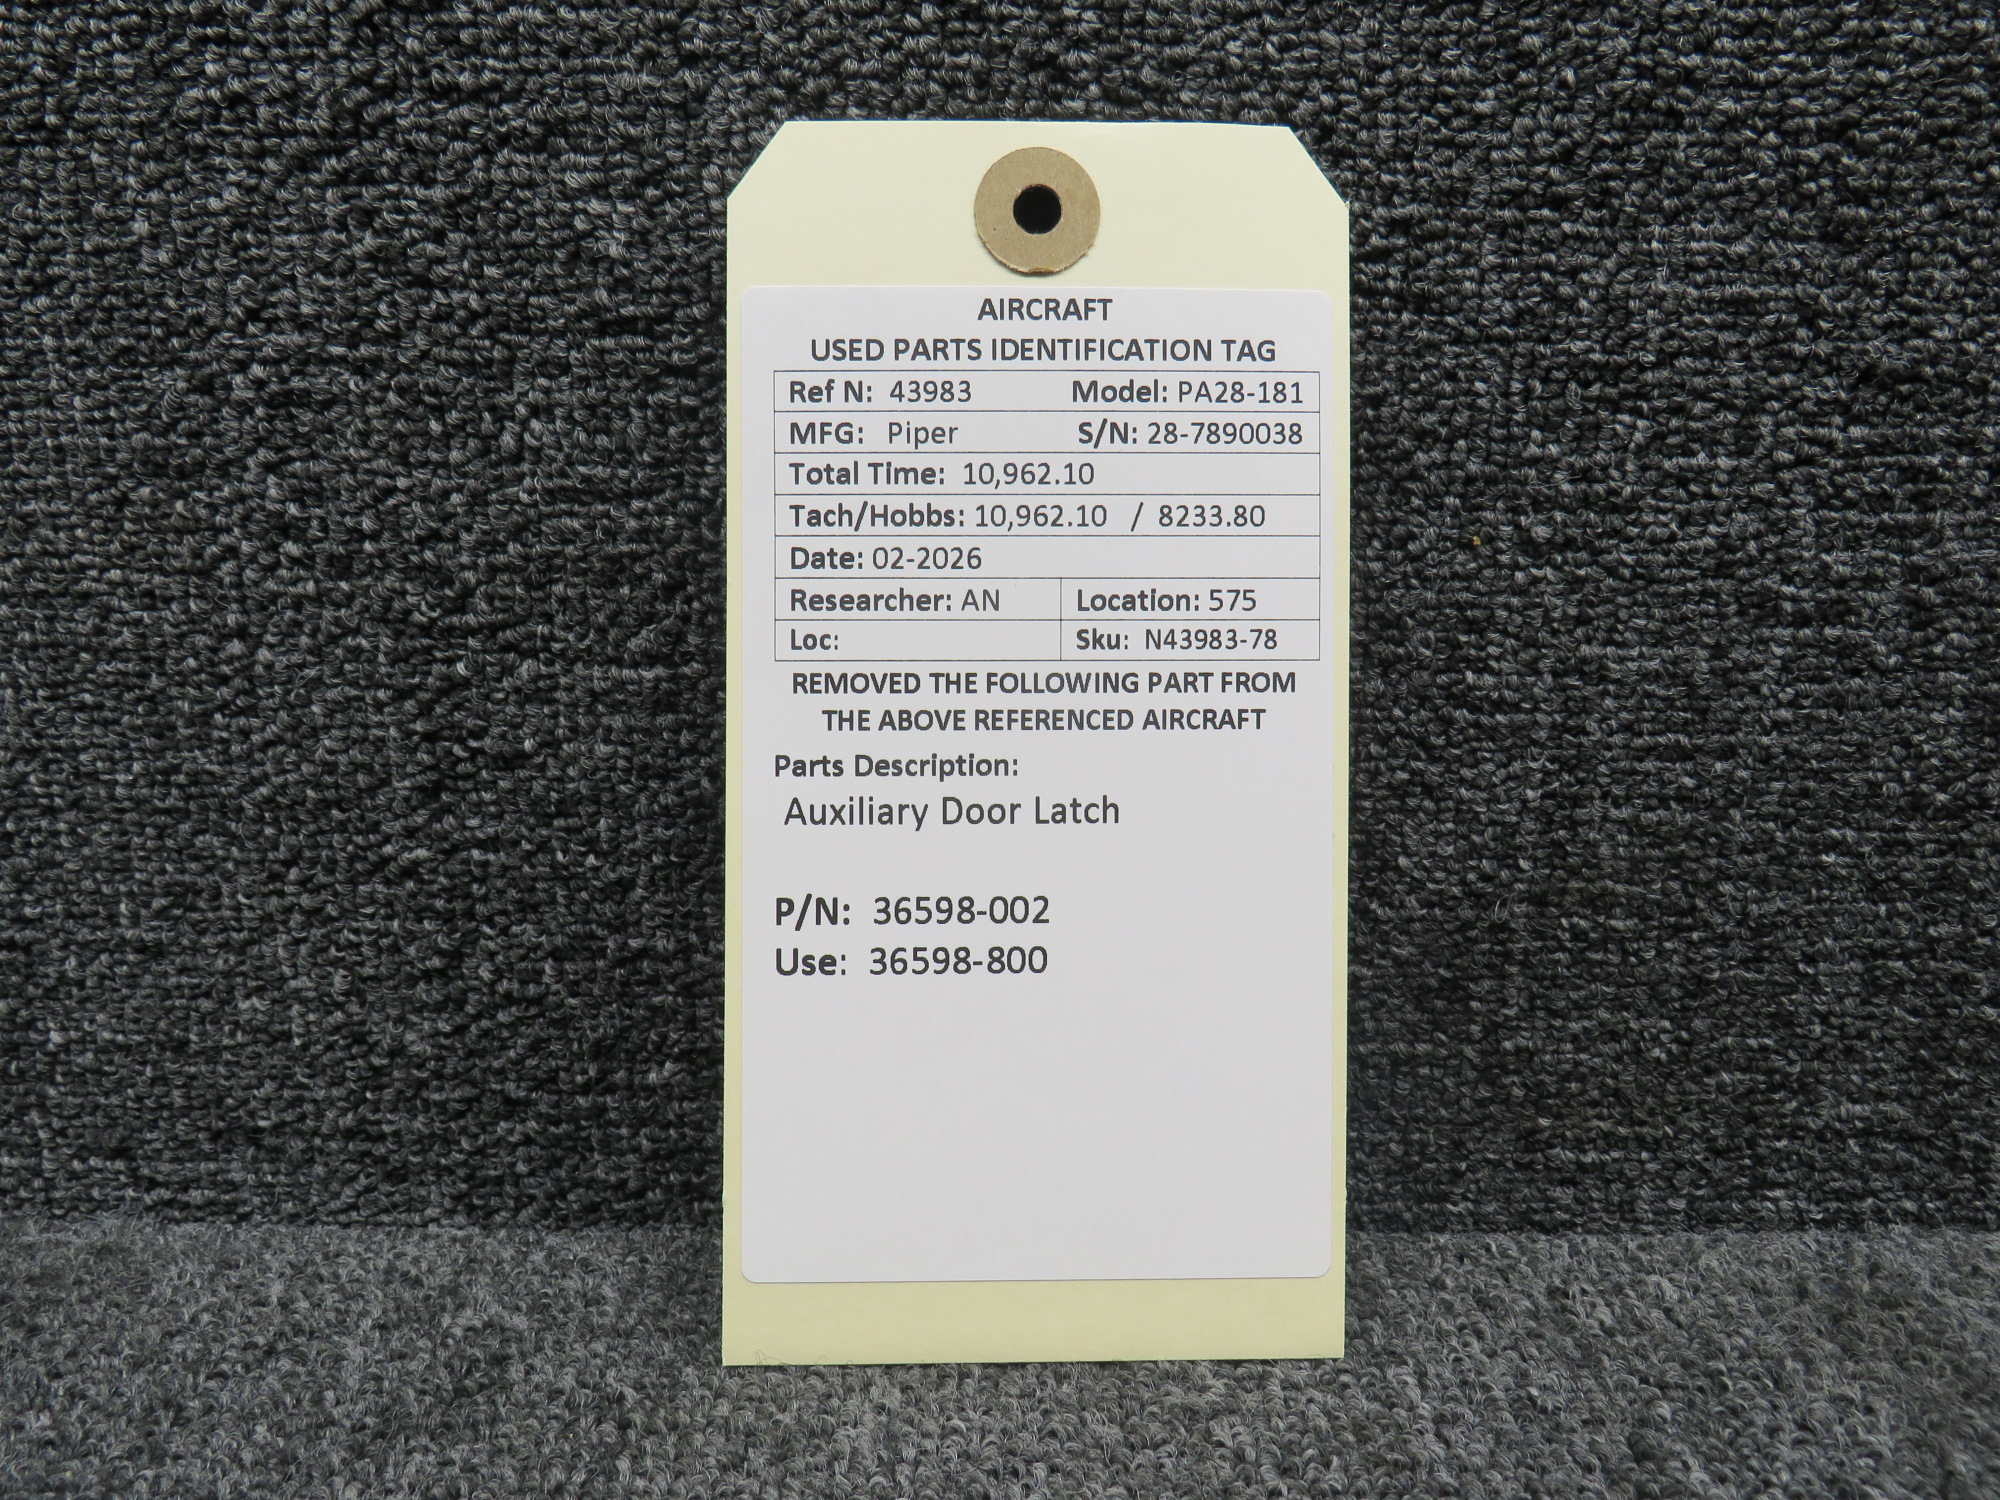 AIRCRAFT
USED PARTS IDENTIFICATION TAG
Ref N: 43983 Model: PA28-181
MFG: Piper S/N: 28-7890038
Total Time: 10,962.10
Tach/Hobbs: 10,962.10 / 8233.80
Date: 02-2026
Researcher: AN Location: 575
Loc: Sku: N43983-78
REMOVED THE FOLLOWING PART FROM
THE ABOVE REFERENCED AIRCRAFT
Parts Description:
Auxiliary Door Latch
P/N: 36598-002
Use: 36598-800